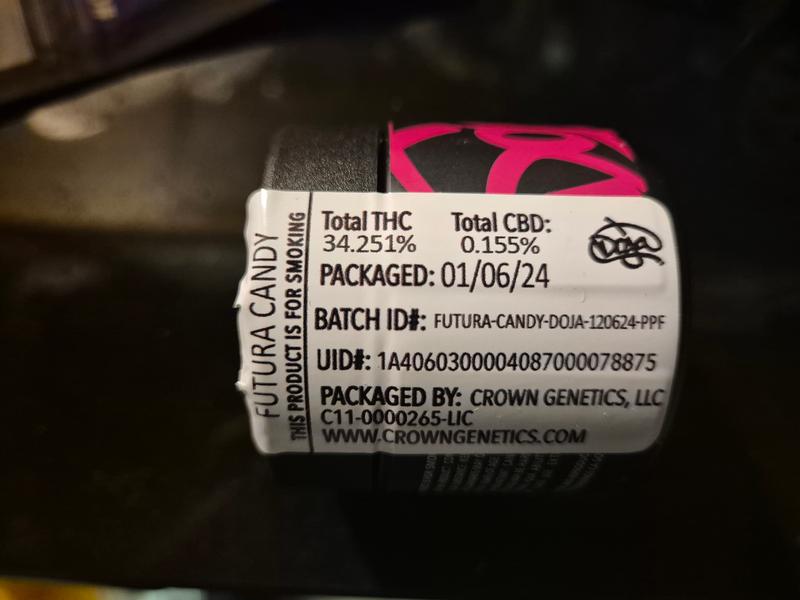 FUTURA CANDY
THIS PRODUCT IS FOR SMOKING
Total THC
34.251%
Total CBD:
0.155%
DOJA
PACKAGED: 01/06/24
BATCH ID#: FUTURA-CANDY-DOJA-120624-PPF
UID#: 1A4060300004087000078875
PACKAGED BY: CROWN GENETICS, LLC
C11-0000265-LIC
WWW.CROWNGENETICS.COM